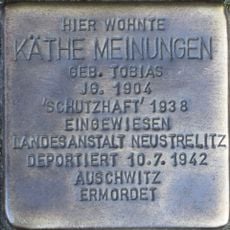 HIER WOHNTE
KÄTHE MEINUNGEN
GEB. TOBIAS
JG. 1904
'SCHUTZHAFT' 1938
EINGEWIESEN
LANDESANSTALT NEUSTRELITZ
DEPORTIERT 10.7.1942
AUSCHWITZ
ERMORDET